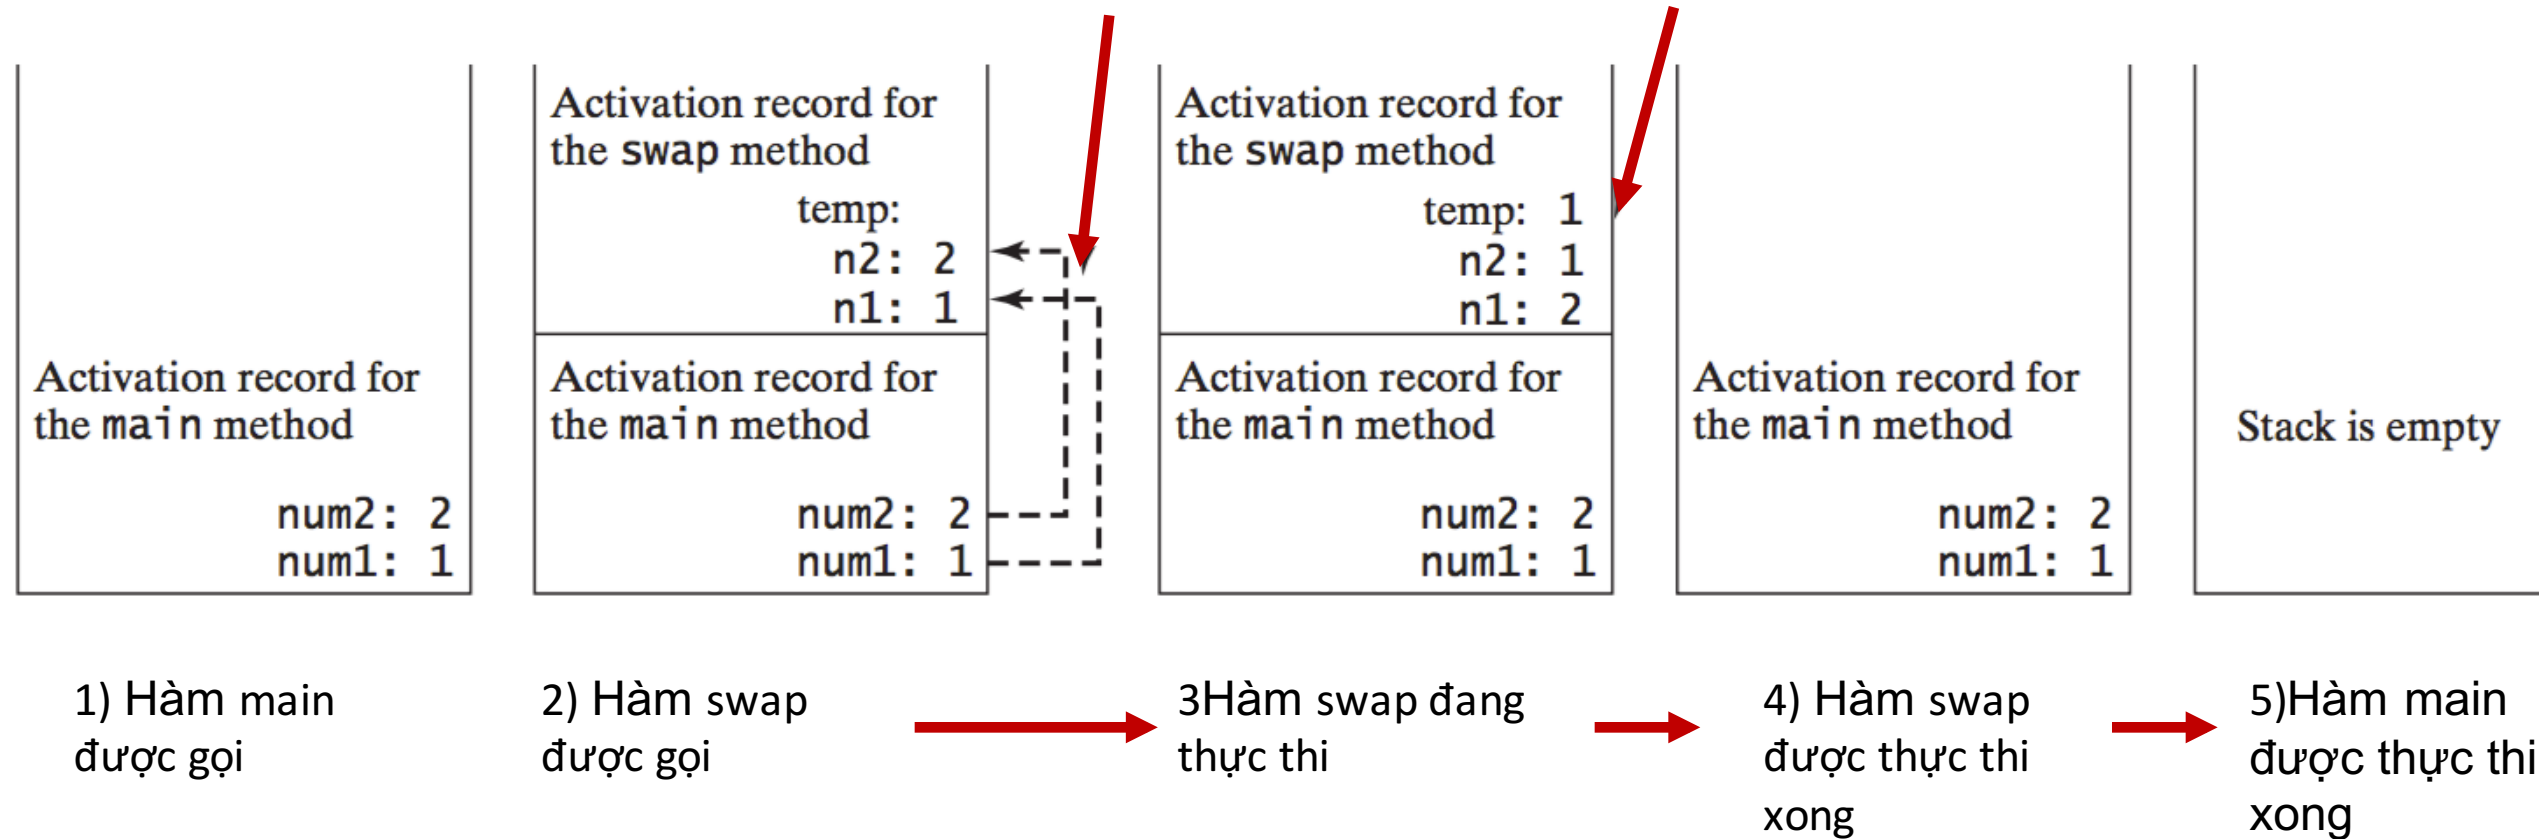 Activation record for
the main method
num2: 2
num1: 1
Activation record for
the swap method
temp:
n2: 2
n1: 1
Activation record for
the main method
num2: 2
num1: 1
Activation record for
the swap method
temp: 1
n2: 1
n1: 2
Activation record for
the main method
num2: 2
num1: 1
Activation record for
the main method
num2: 2
num1: 1
Stack is empty
1) Hàm main
được gọi
2) Hàm swap
được gọi
3Hàm swap đang
thực thi
4) Hàm swap
được thực thi
xong
5)Hàm main
được thực thi
xong